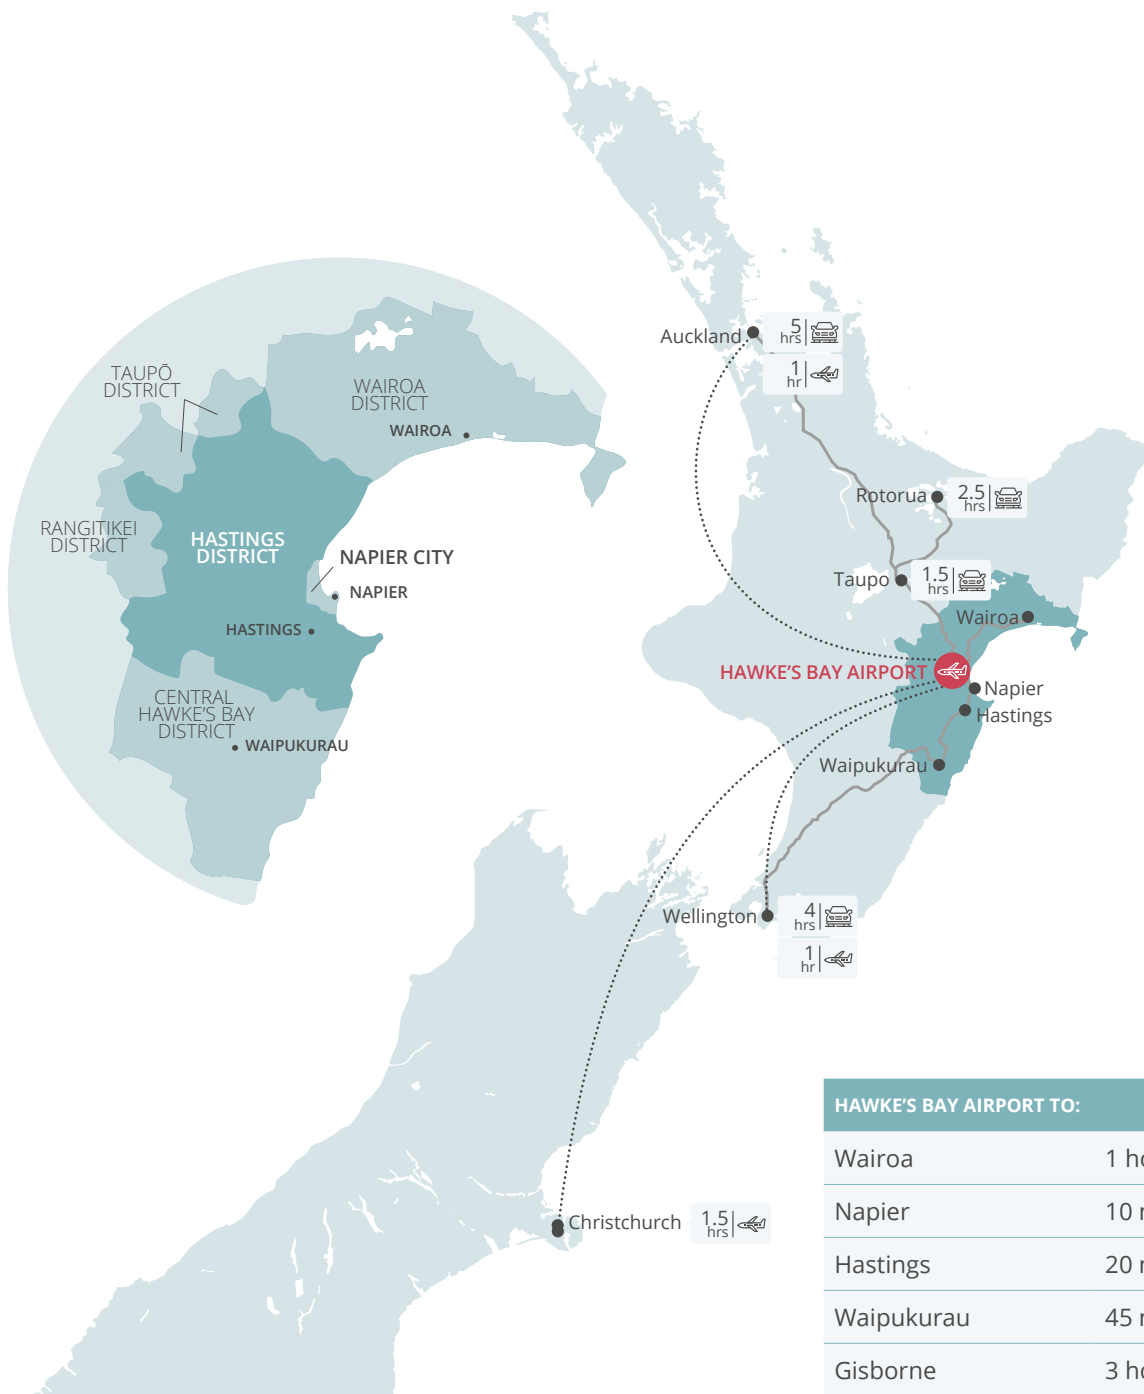 TAUPŌ
DISTRICT
WAIROA
DISTRICT
WAIROA
RANGITIKEI
DISTRICT
HASTINGS
DISTRICT
NAPIER CITY
NAPIER
HASTINGS
CENTRAL
HAWKE'S BAY
DISTRICT
WAIPUKURAU
Auckland
5
hrs
1
hr
Rotorua
2.5
hrs
Taupo
1.5
hrs
Wairoa
HAWKE'S BAY AIRPORT
Napier
Hastings
Waipukurau
Wellington
4
hrs
1
hr
Christchurch
1.5
hrs
HAWKE'S BAY AIRPORT TO:
Wairoa 1
Napier 10
Hastings 20
Waipukurau 45
Gisborne 3